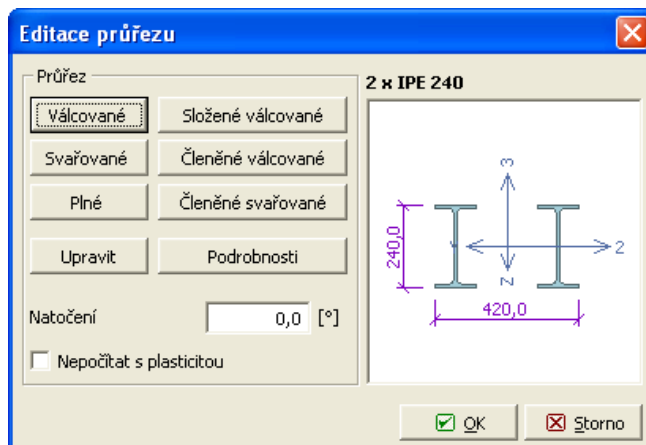 Editace průřezu
Průřez
Válcované
Složené válcované
Svařované
Členěné válcované
Plné
Členěné svařované
Upravit
Podrobnosti
Natočení
0,0 [°]
Nepočítat s plasticitou
2 x IPE 240
3
240,0
Y
2
Z
420,0
OK
Storno